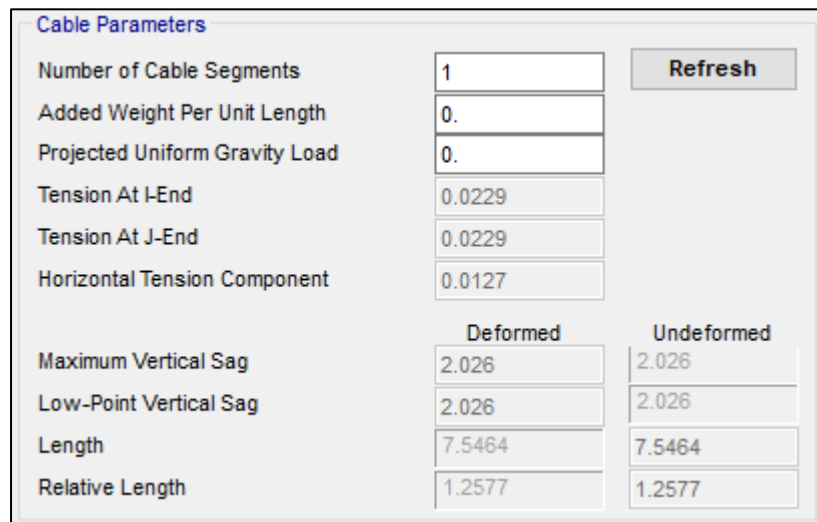 Cable Parameters
Number of Cable Segments 1 Refresh
Added Weight Per Unit Length 0.
Projected Uniform Gravity Load 0.
Tension At I-End 0.0229
Tension At J-End 0.0229
Horizontal Tension Component 0.0127
Deformed Undeformed
Maximum Vertical Sag 2.026 2.026
Low-Point Vertical Sag 2.026 2.026
Length 7.5464 7.5464
Relative Length 1.2577 1.2577